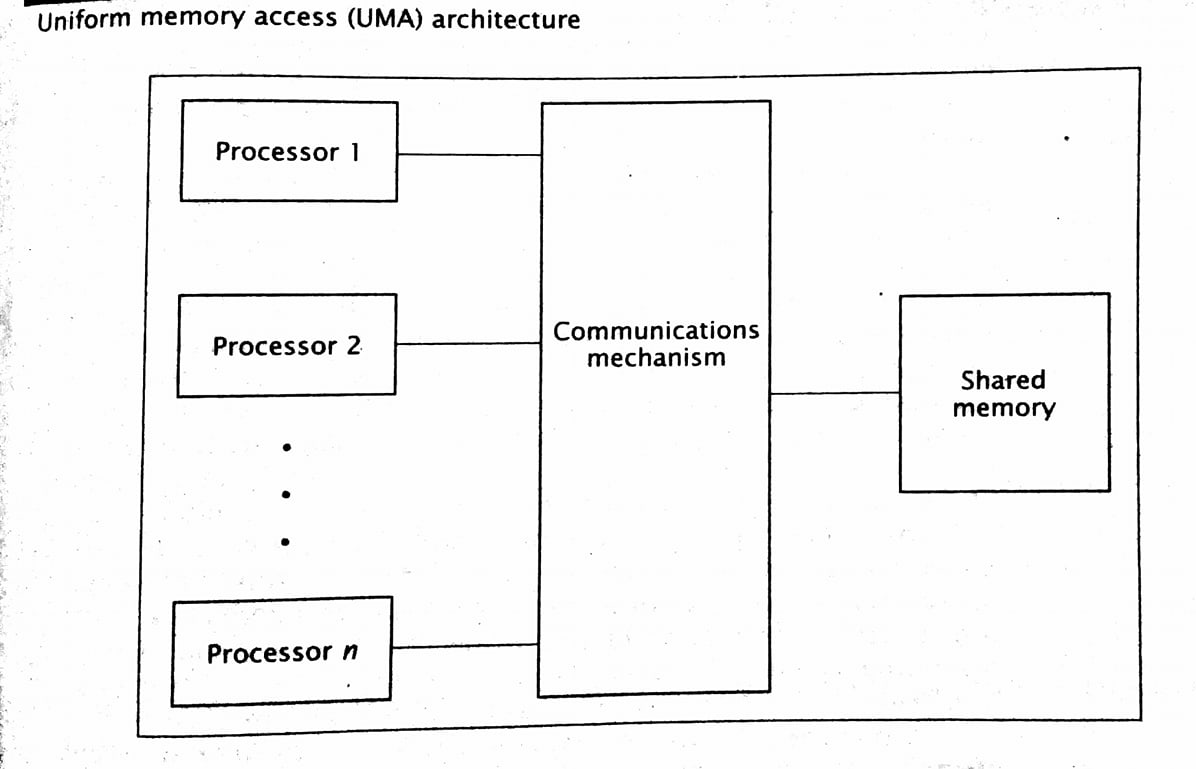 Uniform memory access (UMA) architecture
Processor 1
Processor 2
Communications
mechanism
Shared
memory
Processor n